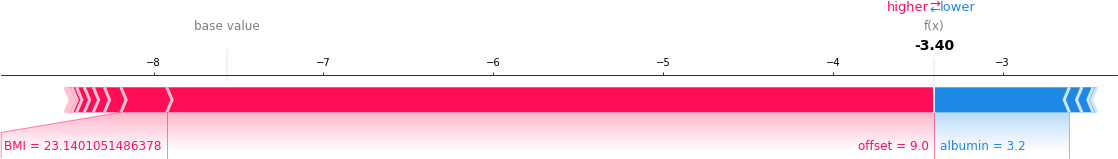 higher ⇄ lower
base value
f(x)
-3.40
−8 −7 −6 −5 −4 −3
BMI = 23.1401051486378 offset = 9.0 albumin = 3.2